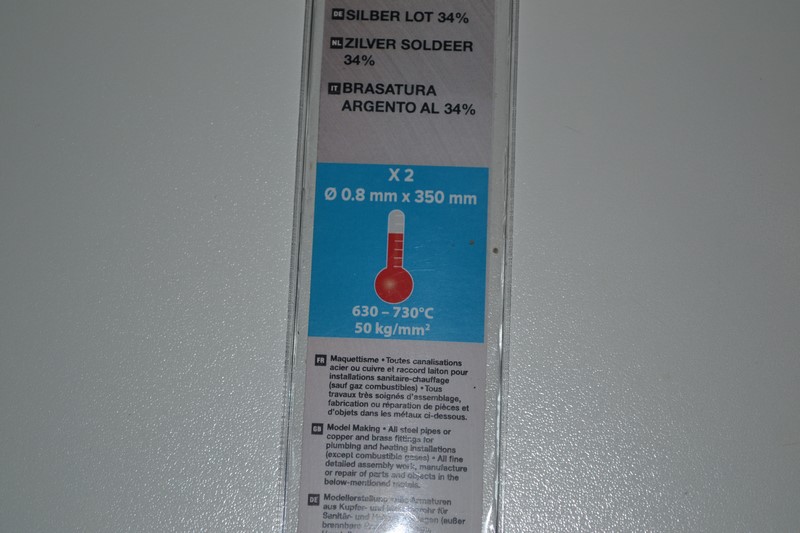 DE SILBER LOT 34%
NL ZILVER SOLDEER
34%
IT BRASATURA
ARGENTO AL 34%
X 2
Ø 0.8 mm x 350 mm
630 – 730°C
50 kg/mm²
FR Maquettisme • Toutes canalisations
acier ou cuivre et raccord laiton pour
installations sanitaire-chauffage
(sauf gaz combustibles) • Tous
travaux très soignés d'assemblage,
fabrication ou réparation de pièces et
d'objets dans les métaux ci-dessous.
GB Model Making • All steel pipes or
copper and brass fittings for
plumbing and heating installations
(except combustible gases) • All fine
detailed assembly work, manufacture
or repair of parts and objects in the
below-mentioned metals.
DE Modellerstellung
aus Kupfer- und für
Sanitär- und (außer
brennbare